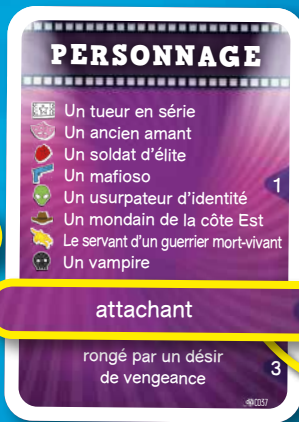 PERSONNAGE
Un tueur en série
Un ancien amant
Un soldat d'élite
Un mafioso
Un usurpateur d'identité
Un mondain de la côte Est
Le servant d'un guerrier mort-vivant
Un vampire
1
attachant
rongé par un désir
de vengeance
3
C037